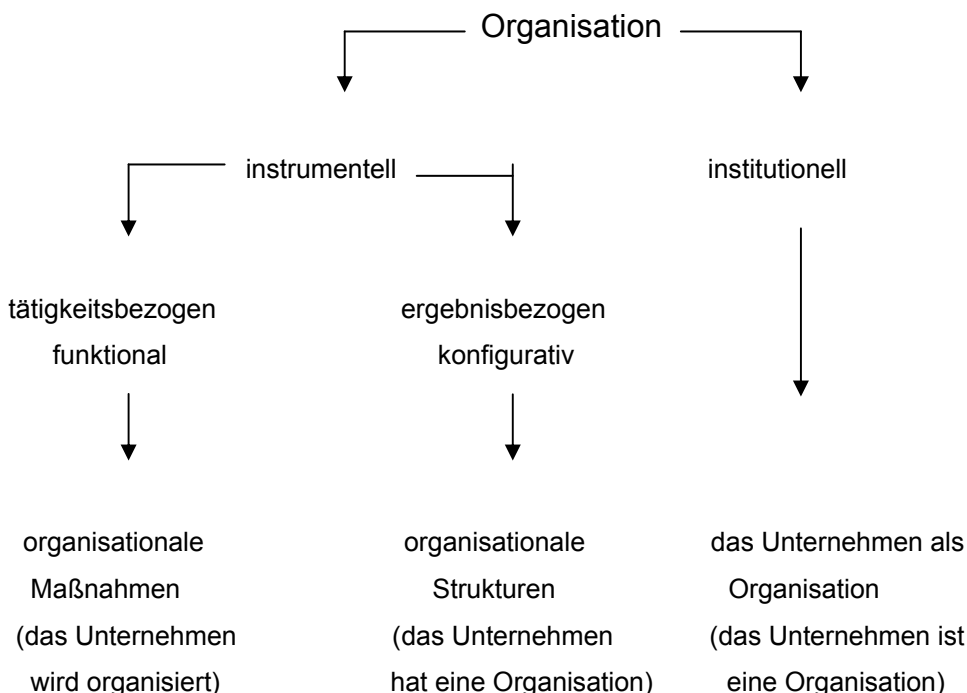 Organisation
instrumentell
institutionell
tätigkeitsbezogen
funktional
ergebnisbezogen
konfigurativ
organisationale
Maßnahmen
(das Unternehmen
wird organisiert)
organisationale
Strukturen
(das Unternehmen
hat eine Organisation)
das Unternehmen als
Organisation
(das Unternehmen ist
eine Organisation)